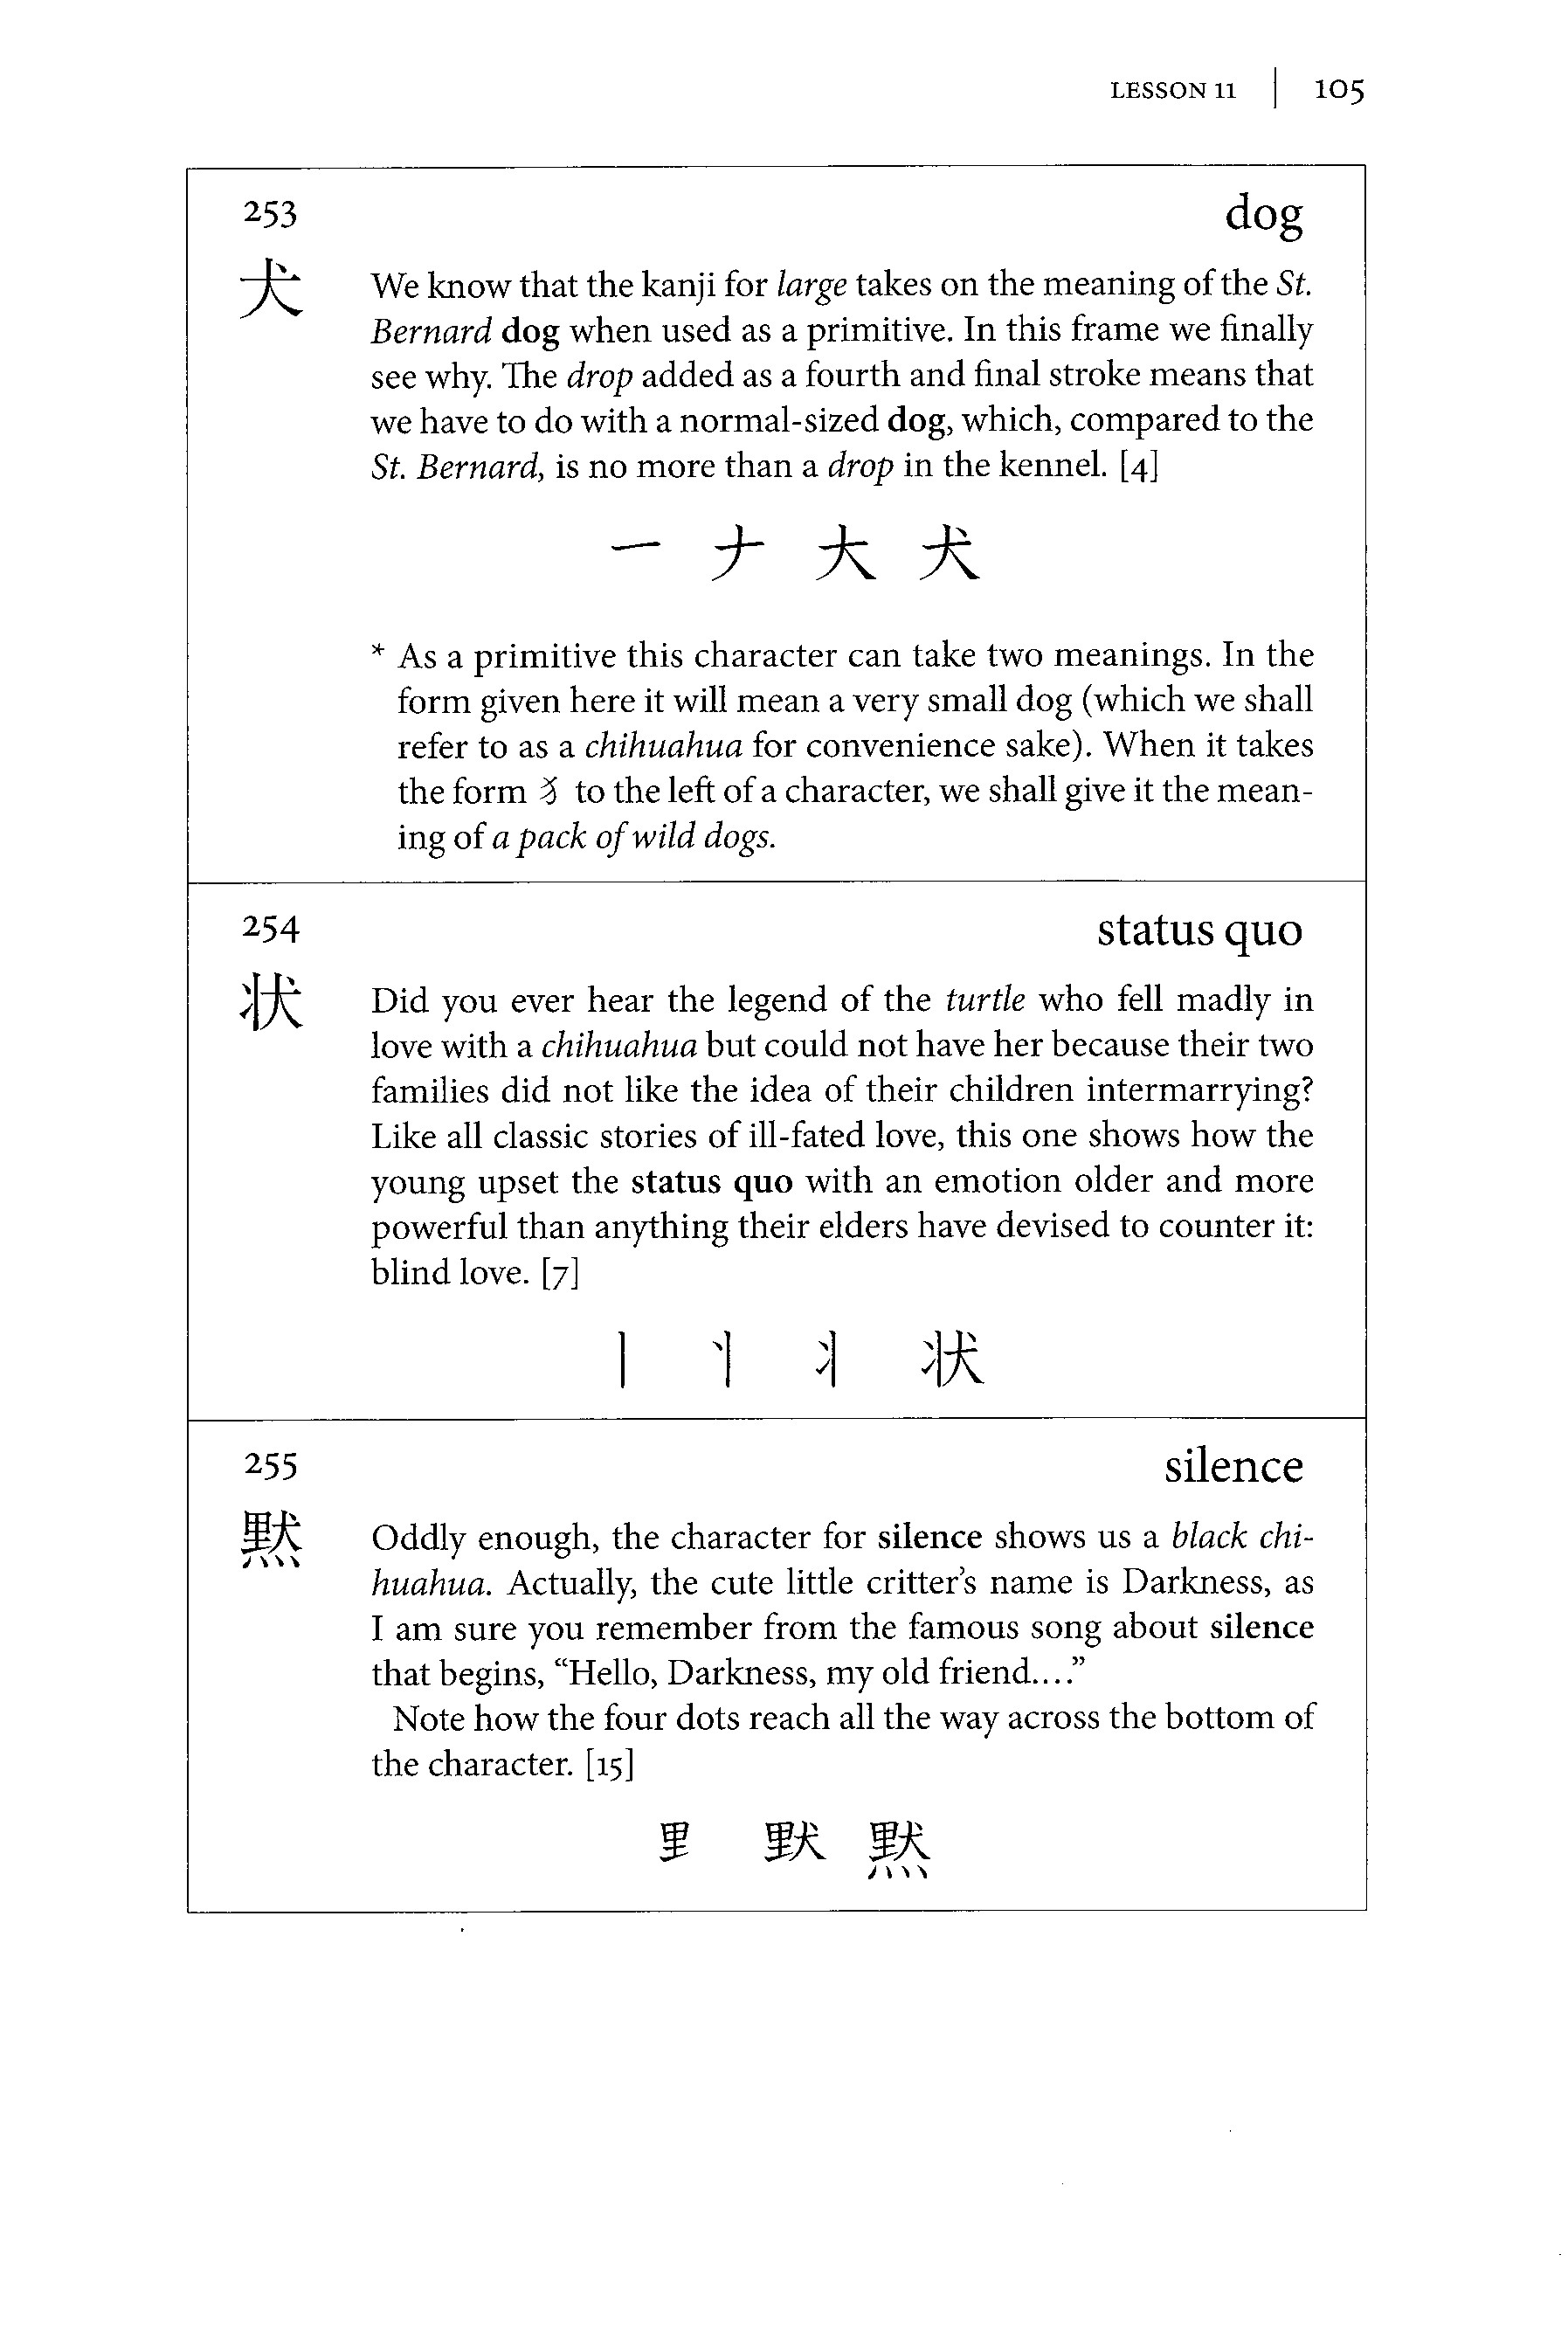 LESSON 11 | 105
253
dog
犬
We know that the kanji for large takes on the meaning of the St.
Bernard dog when used as a primitive. In this frame we finally
see why. The drop added as a fourth and final stroke means that
we have to do with a normal-sized dog, which, compared to the
St. Bernard, is no more than a drop in the kennel. [4]
一 ナ 大 犬
* As a primitive this character can take two meanings. In the
form given here it will mean a very small dog (which we shall
refer to as a chihuahua for convenience sake). When it takes
the form 犭 to the left of a character, we shall give it the mean-
ing of a pack of wild dogs.
254
status quo
状
Did you ever hear the legend of the turtle who fell madly in
love with a chihuahua but could not have her because their two
families did not like the idea of their children intermarrying?
Like all classic stories of ill-fated love, this one shows how the
young upset the status quo with an emotion older and more
powerful than anything their elders have devised to counter it:
blind love. [7]
丨 丬 状
255
silence
黙
Oddly enough, the character for silence shows us a black chi-
huahua. Actually, the cute little critter’s name is Darkness, as
I am sure you remember from the famous song about silence
that begins, “Hello, Darkness, my old friend....”
Note how the four dots reach all the way across the bottom of
the character. [15]
里 黙